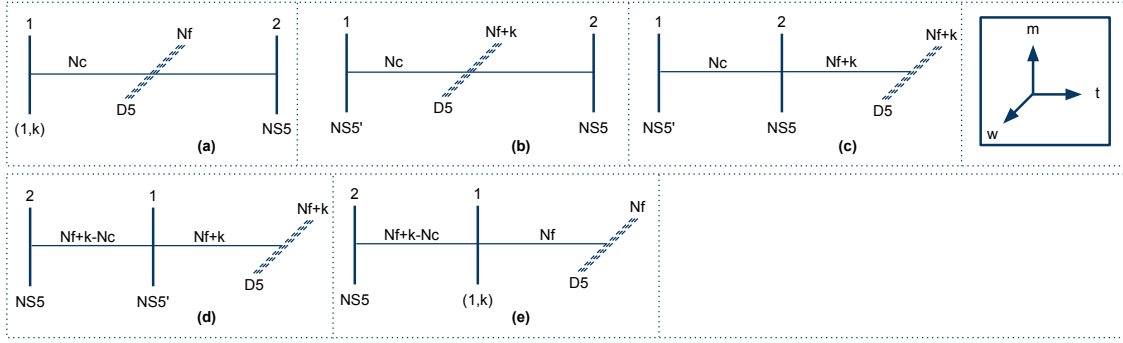 1 Nf 2
Nc
D5
(1,k) (a) NS5
1 Nf+k 2
Nc
D5
NS5' (b) NS5
1 2 Nf+k
Nc Nf+k
D5
NS5' NS5 (c)
m
t
w
2 1 Nf+k
Nf+k-Nc Nf+k
D5
NS5 NS5' (d)
2 1 Nf
Nf+k-Nc Nf
D5
NS5 (1,k) (e)